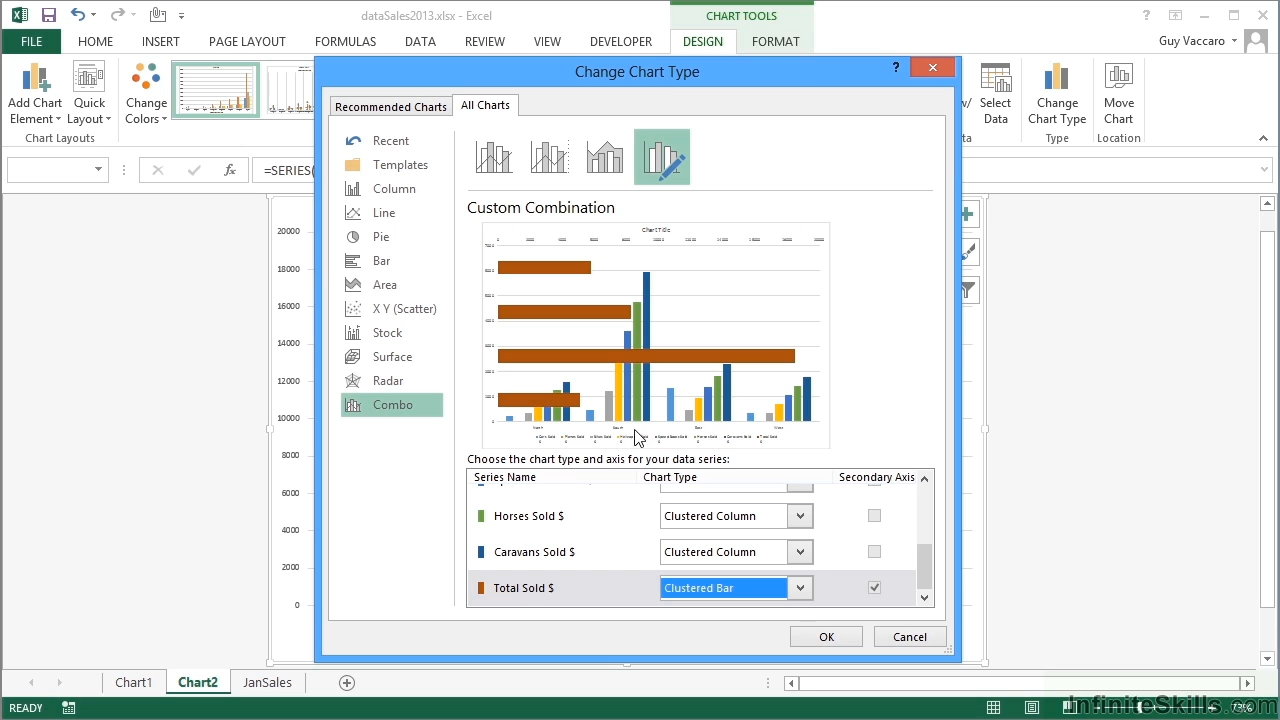 dataSales2013.xlsx - Excel
CHART TOOLS
FILE
HOME
INSERT
PAGE LAYOUT
FORMULAS
DATA
REVIEW
VIEW
DEVELOPER
DESIGN
FORMAT
Guy Vaccaro
Add Chart
Element
Quick
Layout
Change
Colors
Chart Layouts
Select
Data
Change
Chart Type
Type
Move
Chart
Location
=SERIES(
Change Chart Type
Recommended Charts
All Charts
Recent
Templates
Column
Line
Pie
Bar
Area
X Y (Scatter)
Stock
Surface
Radar
Combo
Custom Combination
Chart Title
Choose the chart type and axis for your data series:
Series Name
Chart Type
Secondary Axis
Horses Sold $
Clustered Column
Caravans Sold $
Clustered Column
Total Sold $
Clustered Bar
OK
Cancel
20000
18000
16000
14000
12000
10000
8000
6000
4000
2000
0
Chart1
Chart2
JanSales
READY
73%
InfiniteSkills.com